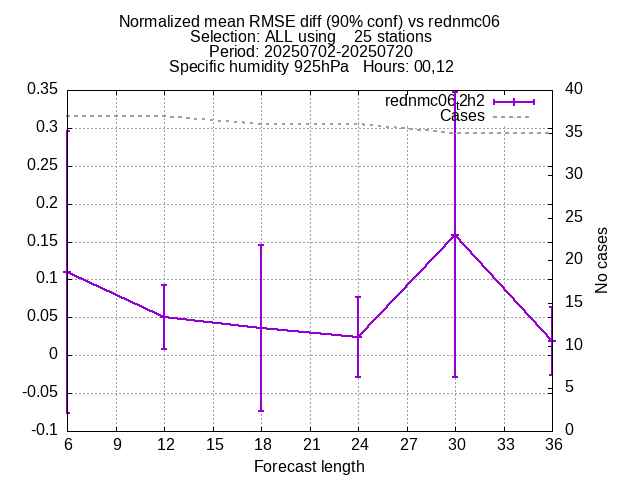 Normalized mean RMSE diff (90% conf) vs rednmc06
Selection: ALL using    25 stations
Period: 20250702-20250720
Specific humidity 925hPa   Hours: 00,12
rednmc06_t2h2
Cases
0.35
0.3
0.25
0.2
0.15
0.1
0.05
0
-0.05
-0.1
40
35
30
25
20
15
10
5
0
No cases
6 9 12 15 18 21 24 27 30 33 36
Forecast length